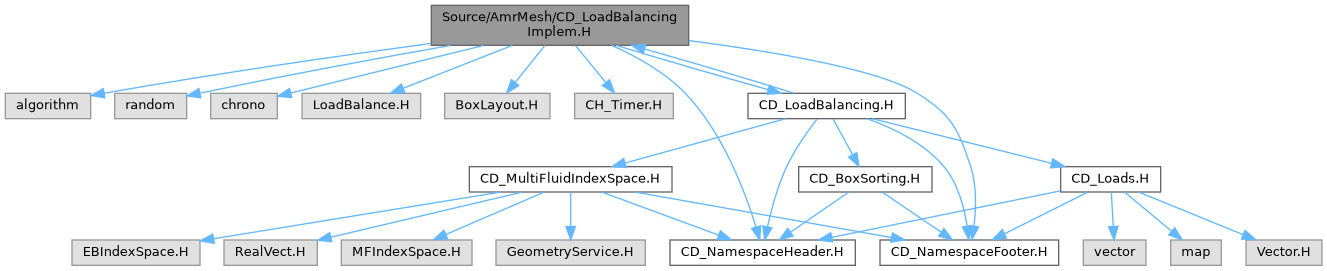 Source/AmrMesh/CD_LoadBalancing
Implem.H
algorithm
random
chrono
LoadBalance.H
BoxLayout.H
CH_Timer.H
CD_LoadBalancing.H
CD_MultiFluidIndexSpace.H
CD_BoxSorting.H
CD_Loads.H
EBIndexSpace.H
RealVect.H
MFIndexSpace.H
GeometryService.H
CD_NamespaceHeader.H
CD_NamespaceFooter.H
vector
map
Vector.H